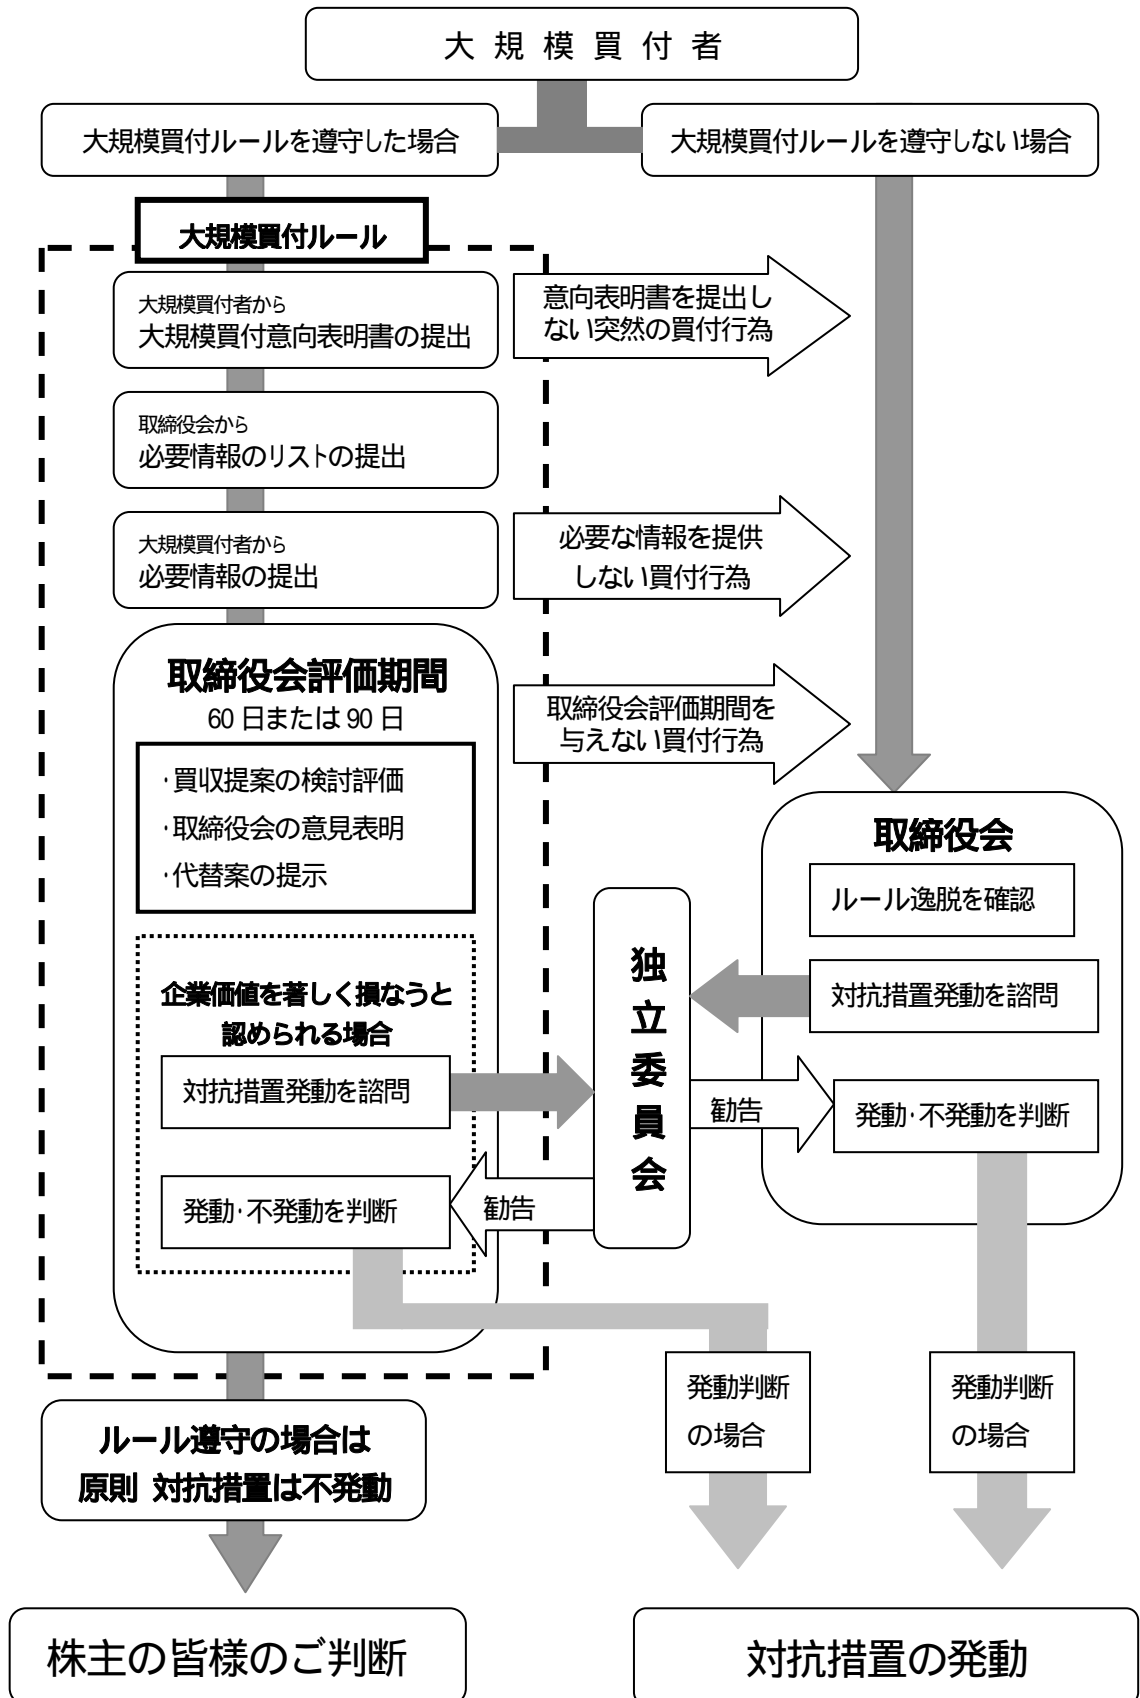 大規模買付者
大規模買付ルールを遵守した場合
大規模買付ルールを遵守しない場合
大規模買付ルール
大規模買付者から
大規模買付意向表明書の提出
意向表明書を提出し
ない突然の買付行為
取締役会から
必要情報のリストの提出
大規模買付者から
必要情報の提出
必要な情報を提供
しない買付行為
取締役会評価期間
60日または90日
・買収提案の検討評価
・取締役会の意見表明
・代替案の提示
取締役会評価期間を
与えない買付行為
企業価値を著しく損なうと
認められる場合
対抗措置発動を諮問
発動・不発動を判断
勧告
独立委員会
取締役会
ルール逸脱を確認
対抗措置発動を諮問
勧告
発動・不発動を判断
発動判断
の場合
発動判断
の場合
ルール遵守の場合は
原則 対抗措置は不発動
株主の皆様のご判断
対抗措置の発動